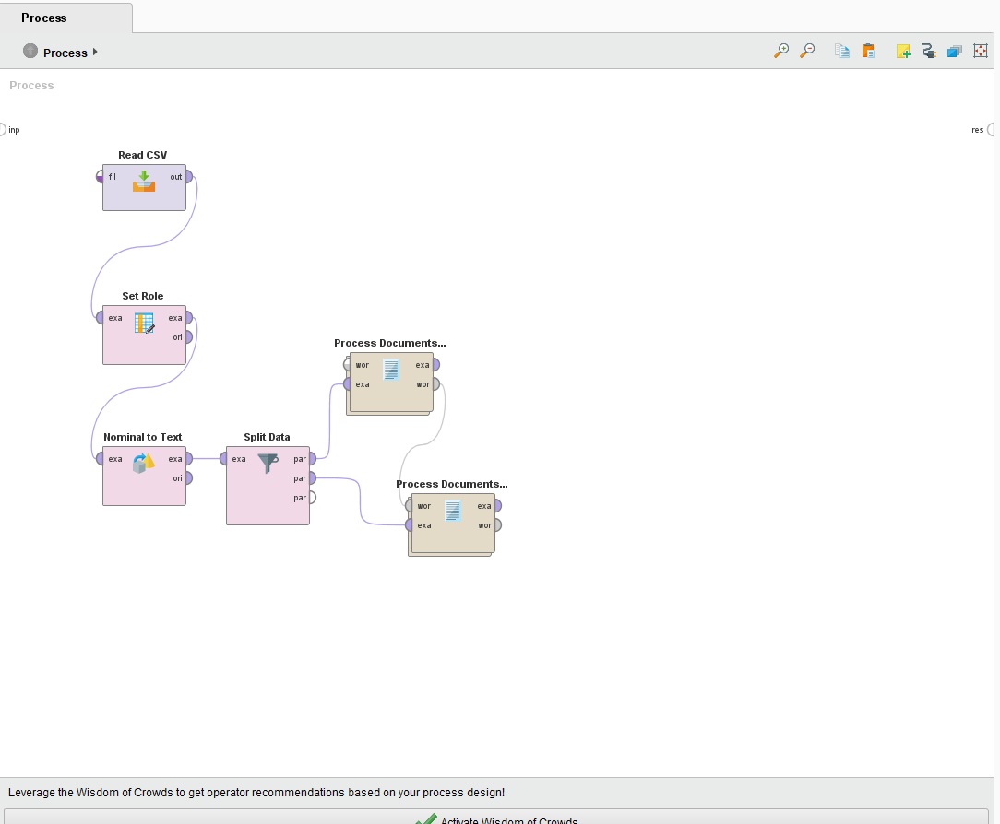 Process
Process
Process
inp
res
Read CSV
fil
out
Set Role
exa
exa
ori
Process Documents...
wor
exa
exa
wor
Nominal to Text
exa
exa
ori
Split Data
exa
par
par
par
Process Documents...
wor
exa
exa
wor
Leverage the Wisdom of Crowds to get operator recommendations based on your process design!
Activate Wisdom of Crowds